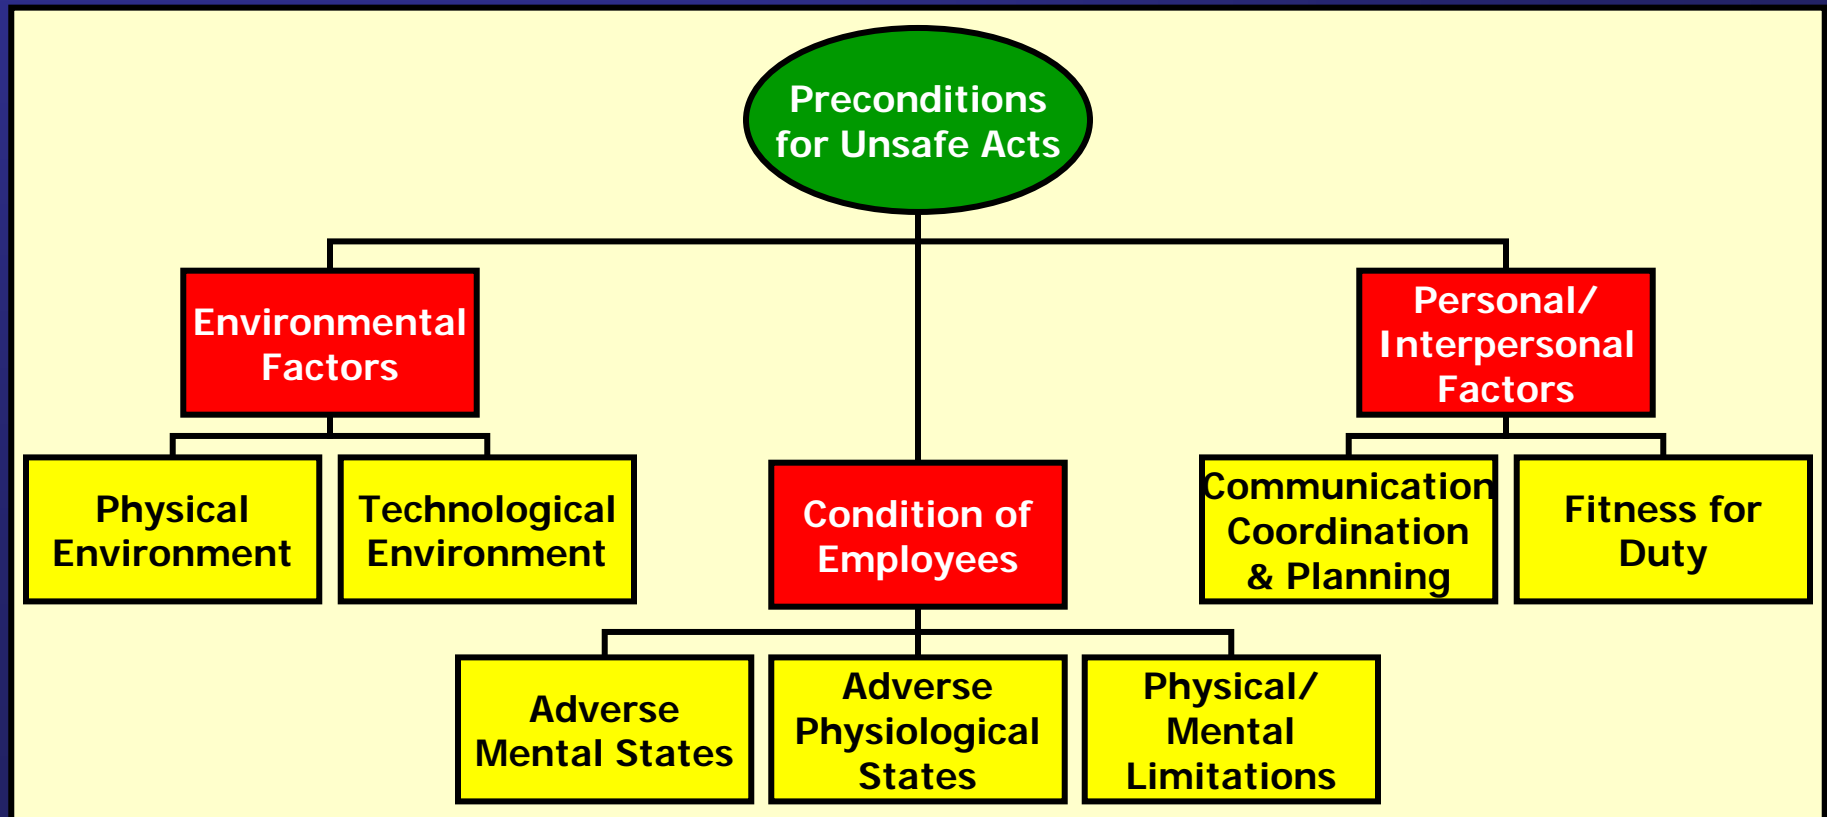 Preconditions
for Unsafe Acts
Environmental
Factors
Personal/
Interpersonal
Factors
Physical
Environment
Technological
Environment
Condition of
Employees
Communication
Coordination
& Planning
Fitness for
Duty
Adverse
Mental States
Adverse
Physiological
States
Physical/
Mental
Limitations